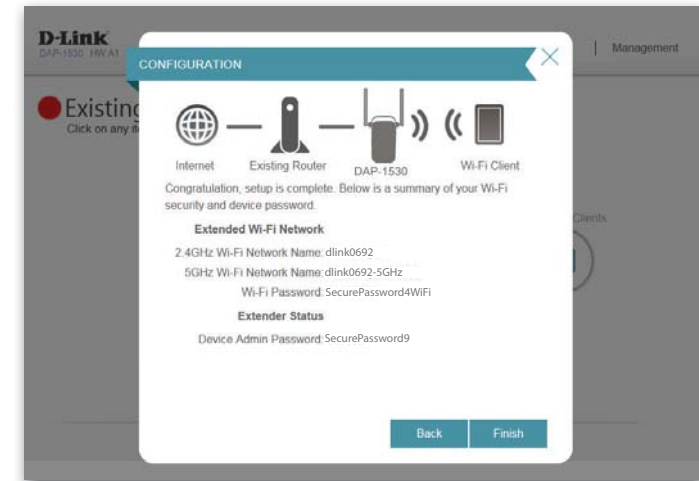 D-Link
DAP-1530 HW:A1
Management
CONFIGURATION
Existing
Click on any
Internet
Existing Router
DAP-1530
Wi-Fi Client
Congratulation, setup is complete. Below is a summary of your Wi-Fi
security and device password.
Extended Wi-Fi Network
2.4GHz Wi-Fi Network Name: dlink0692
5GHz Wi-Fi Network Name: dlink0692-5GHz
Wi-Fi Password: SecurePassword4WiFi
Extender Status
Device Admin Password: SecurePassword9
Clients
Back
Finish